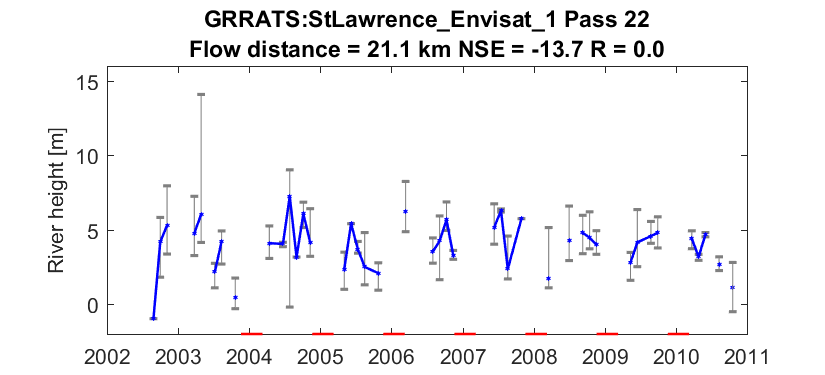 GRRATS:StLawrence_Envisat_1 Pass 22
Flow distance = 21.1 km NSE = -13.7 R = 0.0
River height [m]
15
10
5
0
2002 2003 2004 2005 2006 2007 2008 2009 2010 2011